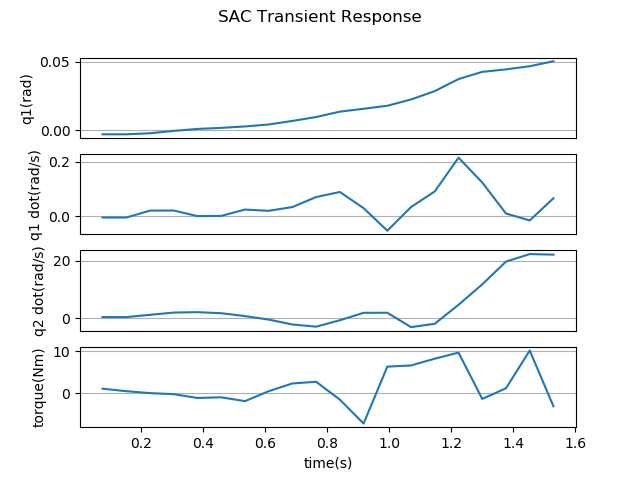 SAC Transient Response
q1(rad)
0.05
0.00
q1 dot(rad/s)
0.2
0.0
q2 dot(rad/s)
20
0
torque(Nm)
10
0
0.2 0.4 0.6 0.8 1.0 1.2 1.4 1.6
time(s)